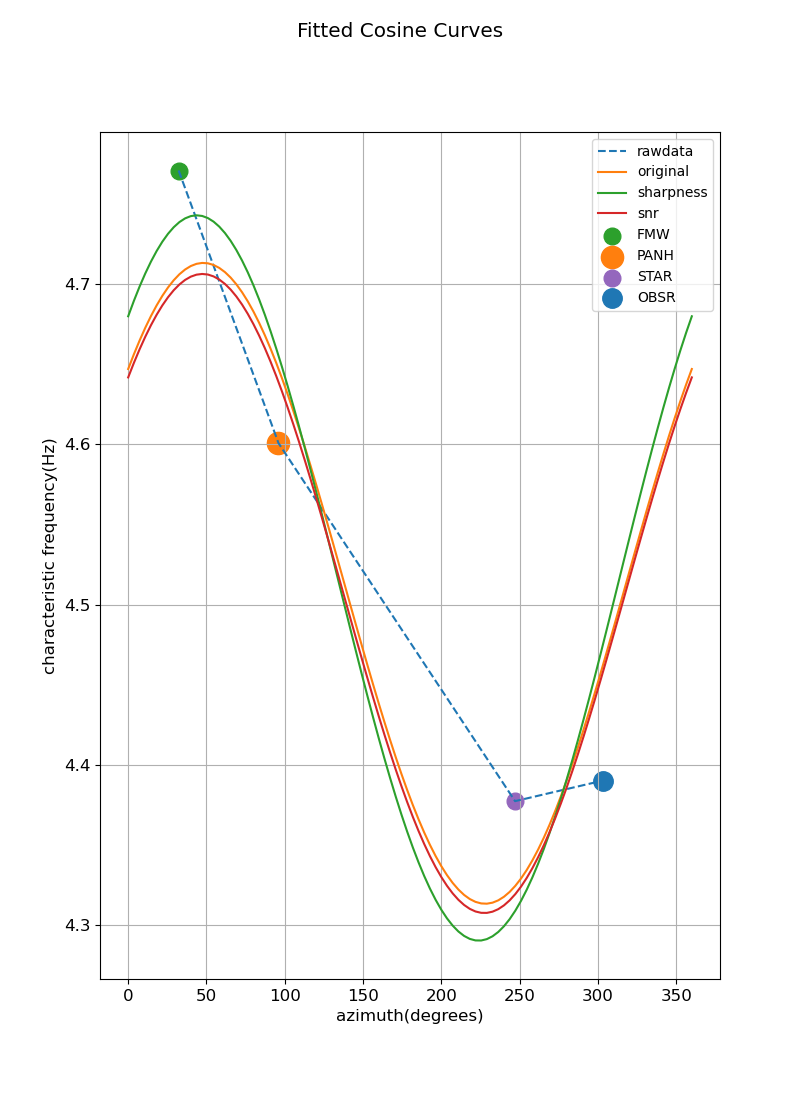 Fitted Cosine Curves
rawdata
original
sharpness
snr
FMW
PANH
STAR
OBSR
characteristic frequency(Hz)
4.7
4.6
4.5
4.4
4.3
0 50 100 150 200 250 300 350
azimuth(degrees)